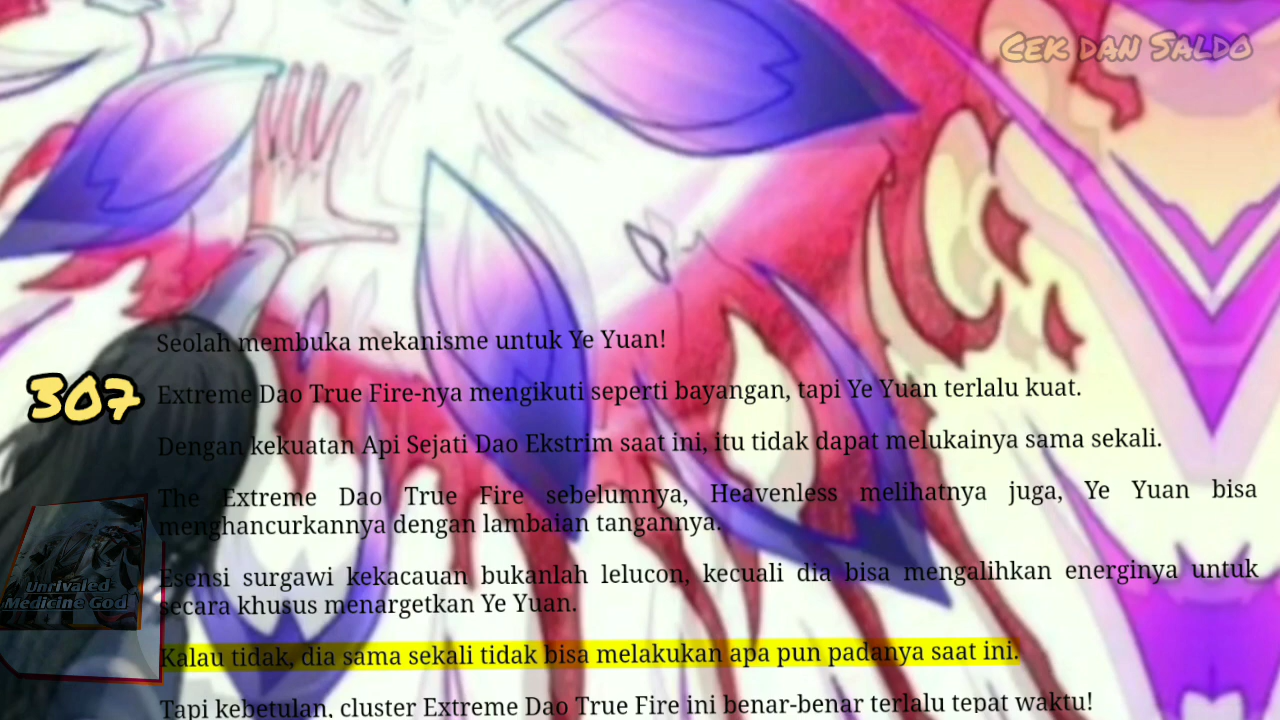 Cek dan Saldo
Seolah membuka mekanisme untuk Ye Yuan!
307
Extreme Dao True Fire-nya mengikuti seperti bayangan, tapi Ye Yuan terlalu kuat.
Dengan kekuatan Api Sejati Dao Ekstrim saat ini, itu tidak dapat melukainya sama sekali.
The Extreme Dao True Fire sebelumnya, Heavenless melihatnya juga, Ye Yuan bisa
menghancurkannya dengan lambaian tangannya.
Esensi surgawi kekacauan bukanlah lelucon, kecuali dia bisa mengalihkan energinya untuk
secara khusus menargetkan Ye Yuan.
Unrivaled
Medicine God
Kalau tidak, dia sama sekali tidak bisa melakukan apa pun padanya saat ini.
Tapi kebetulan, cluster Extreme Dao True Fire ini benar-benar terlalu tepat waktu!